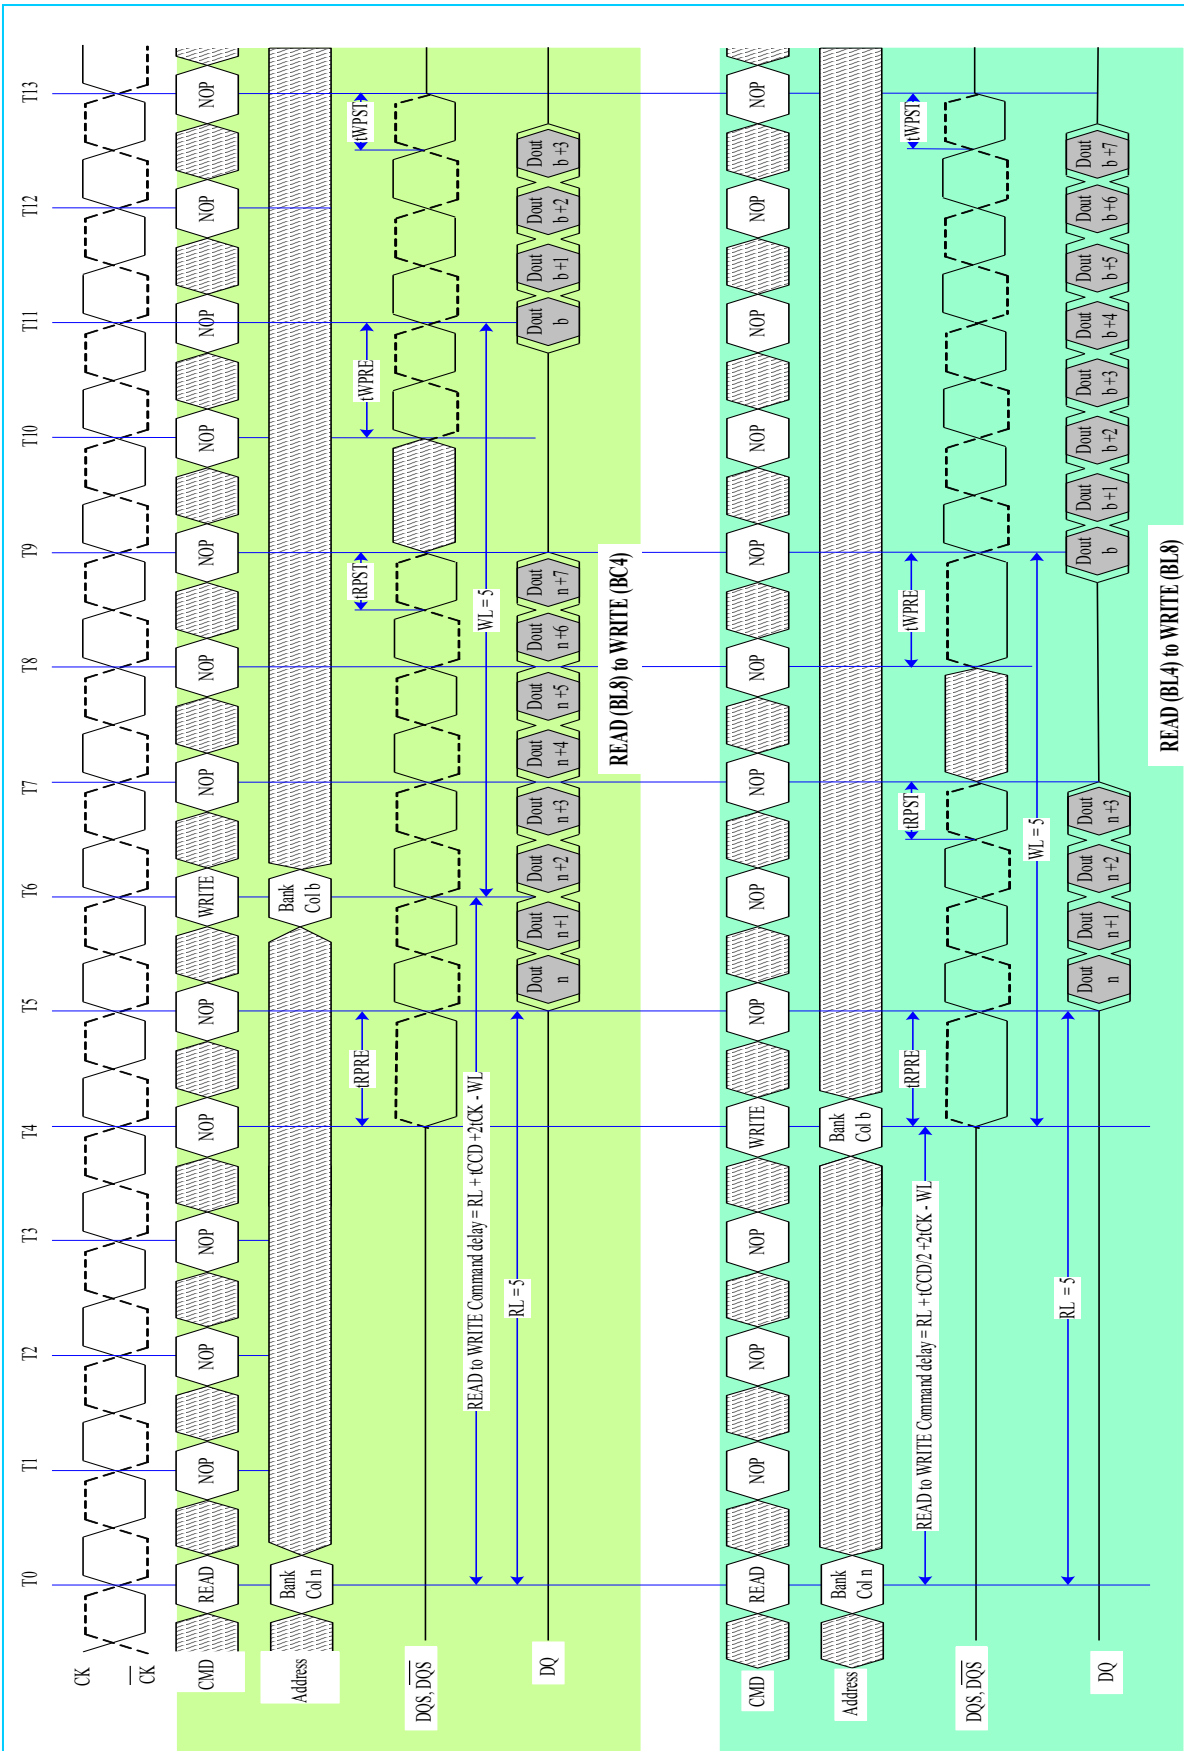 T0 T1 T2 T3 T4 T5 T6 T7 T8 T9 T10 T11 T12 T13
CK
CK
CMD READ NOP NOP NOP NOP NOP WRITE NOP NOP NOP NOP NOP NOP NOP
Address
Bank
Col n
Bank
Col b
tRPRE
tRPST
tWPRE
tWPST
DQS, DQS
READ to WRITE Command delay = RL + tCCD +2tCK - WL
WL = 5
RL = 5
DQ
Dout
n
Dout
n+1
Dout
n+2
Dout
n+3
Dout
n+4
Dout
n+5
Dout
n+6
Dout
n+7
Dout
b
Dout
b+1
Dout
b+2
Dout
b+3
READ (BL8) to WRITE (BC4)
CMD READ NOP NOP NOP WRITE NOP NOP NOP NOP NOP NOP NOP NOP NOP
Address
Bank
Col n
Bank
Col b
tRPRE
tRPST
tWPRE
tWPST
READ to WRITE Command delay = RL + tCCD/2 +2tCK - WL
DQS, DQS
WL = 5
RL = 5
DQ
Dout
n
Dout
n+1
Dout
n+2
Dout
n+3
Dout
b
Dout
b+1
Dout
b+2
Dout
b+3
Dout
b+4
Dout
b+5
Dout
b+6
Dout
b+7
READ (BL4) to WRITE (BL8)